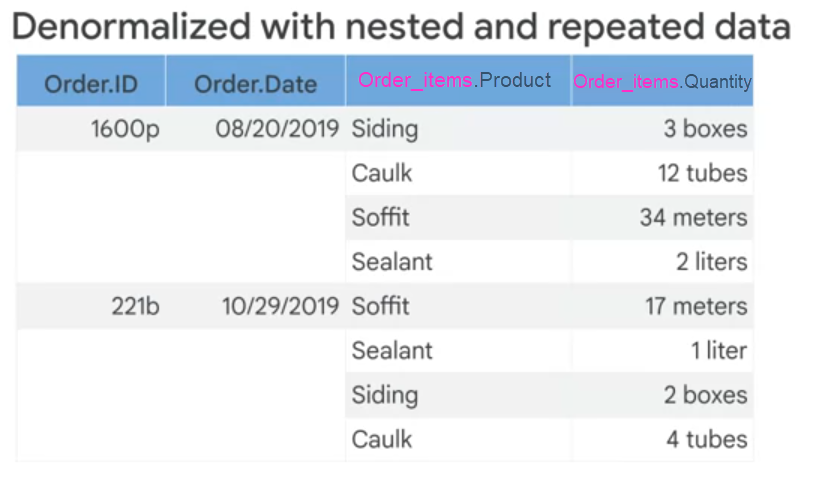 Denormalized with nested and repeated data
Order.ID Order.Date Order_items.Product Order_items.Quantity
1600p 08/20/2019 Siding 3 boxes
Caulk 12 tubes
Soffit 34 meters
Sealant 2 liters
221b 10/29/2019 Soffit 17 meters
Sealant 1 liter
Siding 2 boxes
Caulk 4 tubes